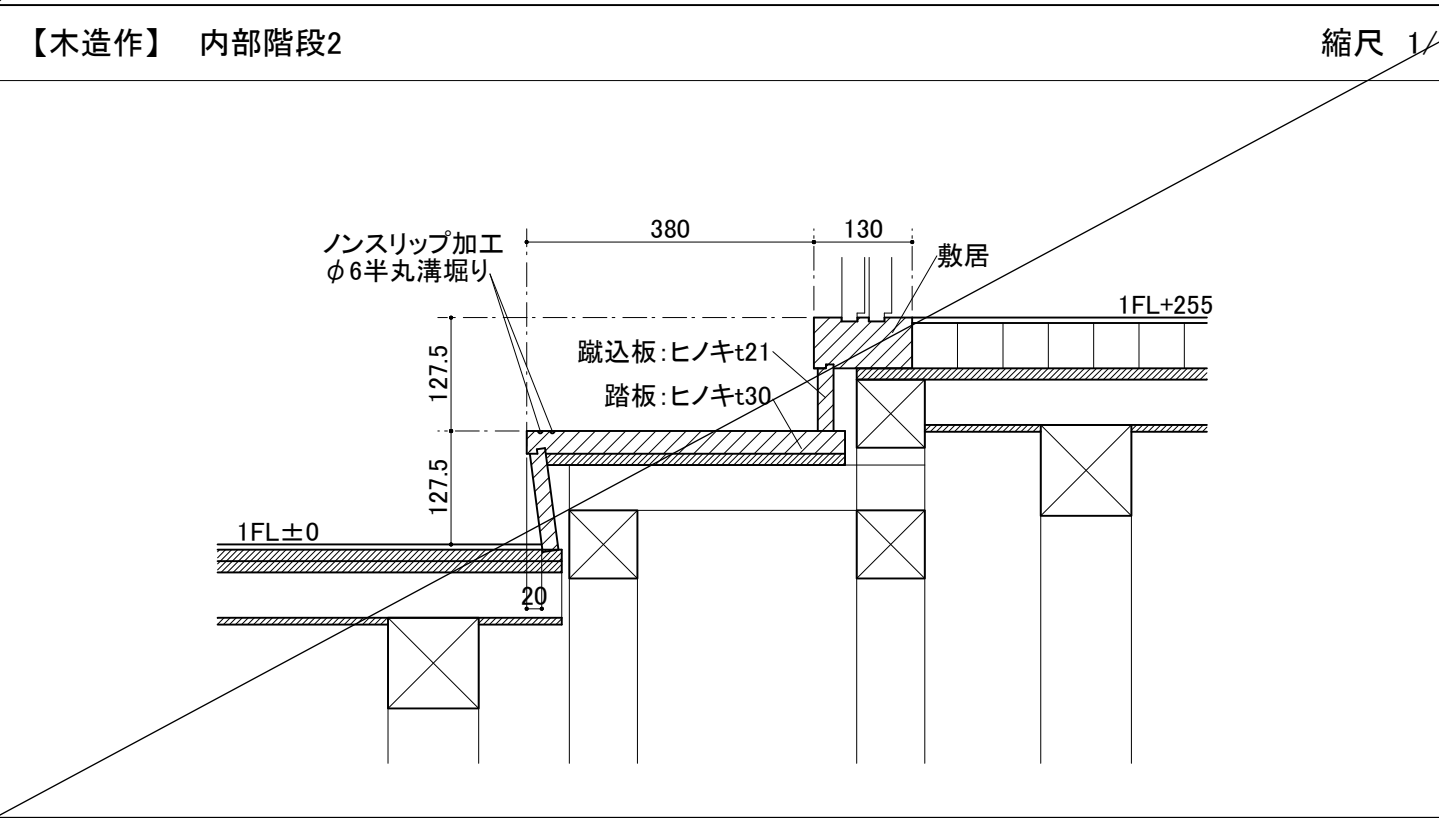 【木造作】　内部階段2
縮尺 1/
380
130
ノンスリップ加工
φ6半丸溝堀り
敷居
1FL+255
127.5
蹴込板:ヒノキt21
踏板:ヒノキt30
127.5
1FL±0
20